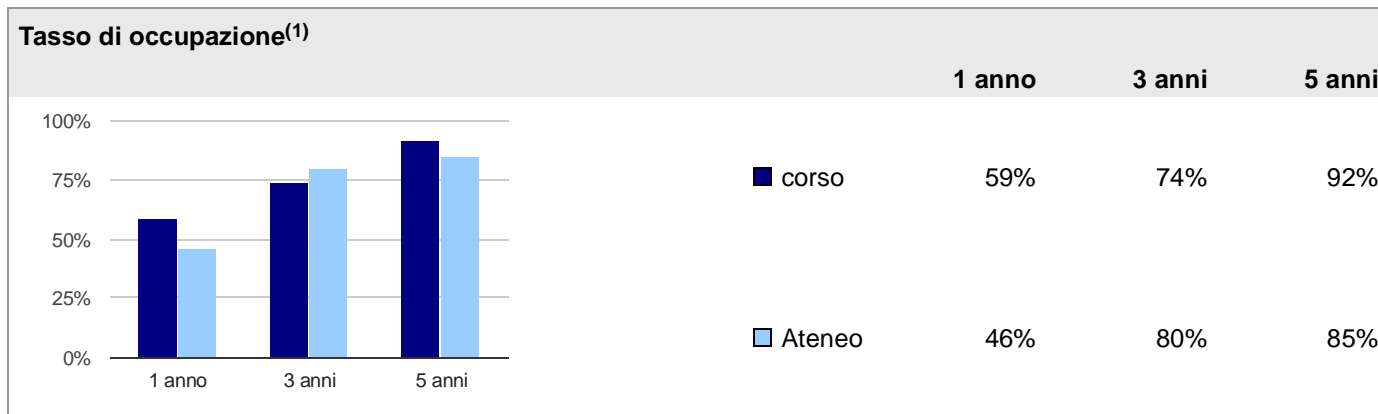 Tasso di occupazione(1)
1 anno 3 anni 5 anni
100%
75%
50%
25%
0%
1 anno 3 anni 5 anni
corso 59% 74% 92%
Ateneo 46% 80% 85%